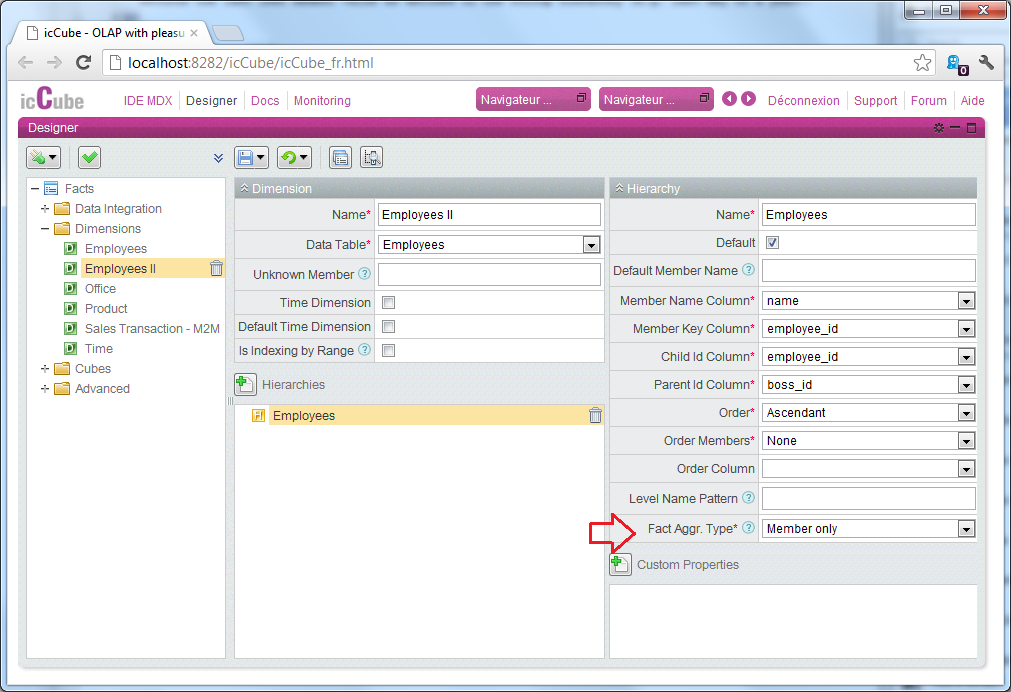 icCube - OLAP with pleasu
localhost:8282/icCube/icCube_fr.html
0
icCube
IDE MDX
Designer
Docs
Monitoring
Navigateur ...
Navigateur ...
Déconnexion
Support
Forum
Aide
Designer
Facts
Data Integration
Dimensions
Employees
Employees II
Office
Product
Sales Transaction - M2M
Time
Cubes
Advanced
Dimension
Name* Employees II
Data Table* Employees
Unknown Member ?
Time Dimension
Default Time Dimension
Is Indexing by Range ?
Hierarchies
Employees
Hierarchy
Name* Employees
Default
Default Member Name ?
Member Name Column* name
Member Key Column* employee_id
Child Id Column* employee_id
Parent Id Column* boss_id
Order* Ascendant
Order Members* None
Order Column
Level Name Pattern ?
Fact Aggr. Type* ? Member only
Custom Properties